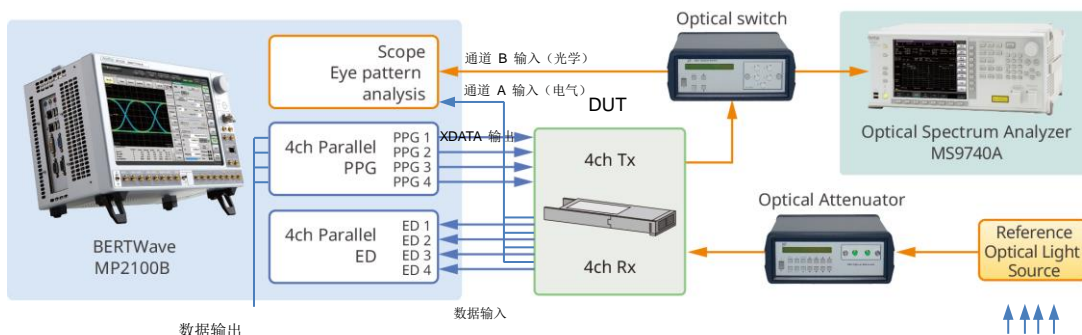 Optical switch
Scope
Eye pattern
analysis
通道 B 输入（光学）
通道 A 输入（电气）
DUT
Optical Spectrum Analyzer
MS9740A
4ch Parallel
PPG
PPG 1
PPG 2
PPG 3
PPG 4
XDATA 输出
4ch Tx
4ch Rx
Optical Attenuator
Reference
Optical Light
Source
BERTWave
MP2100B
4ch Parallel
ED
ED 1
ED 2
ED 3
ED 4
数据输入
数据输出